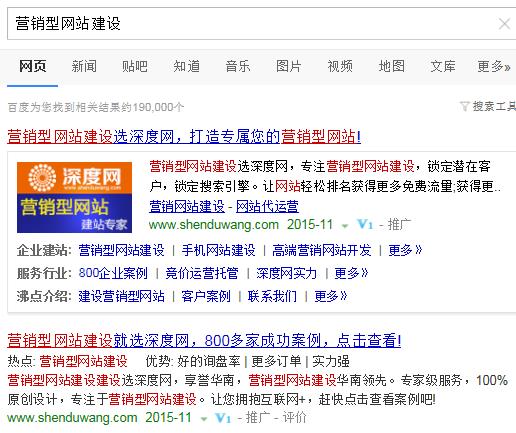 营销型网站建设
网页 新闻 贴吧 知道 音乐 图片 视频 地图 文库 更多»
百度为您找到相关结果约190,000个 搜索工具
营销型网站建设选深度网，打造专属您的营销型网站!
深度网
www.shenduwang.com
营销型网站
建站专家
营销型网站建设选深度网，专注营销型网站建设，锁定潜在客
户，锁定搜索引擎。让网站轻松排名获得更多免费流量;获得更..
营销网站建设 - 网站代运营
www.shenduwang.com 2015-11 V1 - 推广
企业建站: 营销型网站建设 | 手机网站建设 | 高端营销网站开发 | 更多»
服务行业: 800企业案例 | 竞价运营托管 | 深度网实力 | 更多»
沸点介绍: 建设营销型网站 | 客户案例 | 联系我们 | 更多»
营销型网站建设就选深度网，800多家成功案例，点击查看!
热点: 营销型网站建设 优势: 好的询盘率 | 更多订单 | 实力强
营销型网站建设建设选深度网，享誉华南，营销型网站建设华南领先。专家级服务，100%
原创设计，专注于营销型网站建设。让您拥抱互联网+，赶快点击查看案例吧!
www.shenduwang.com 2015-11 V1 - 推广 - 评价